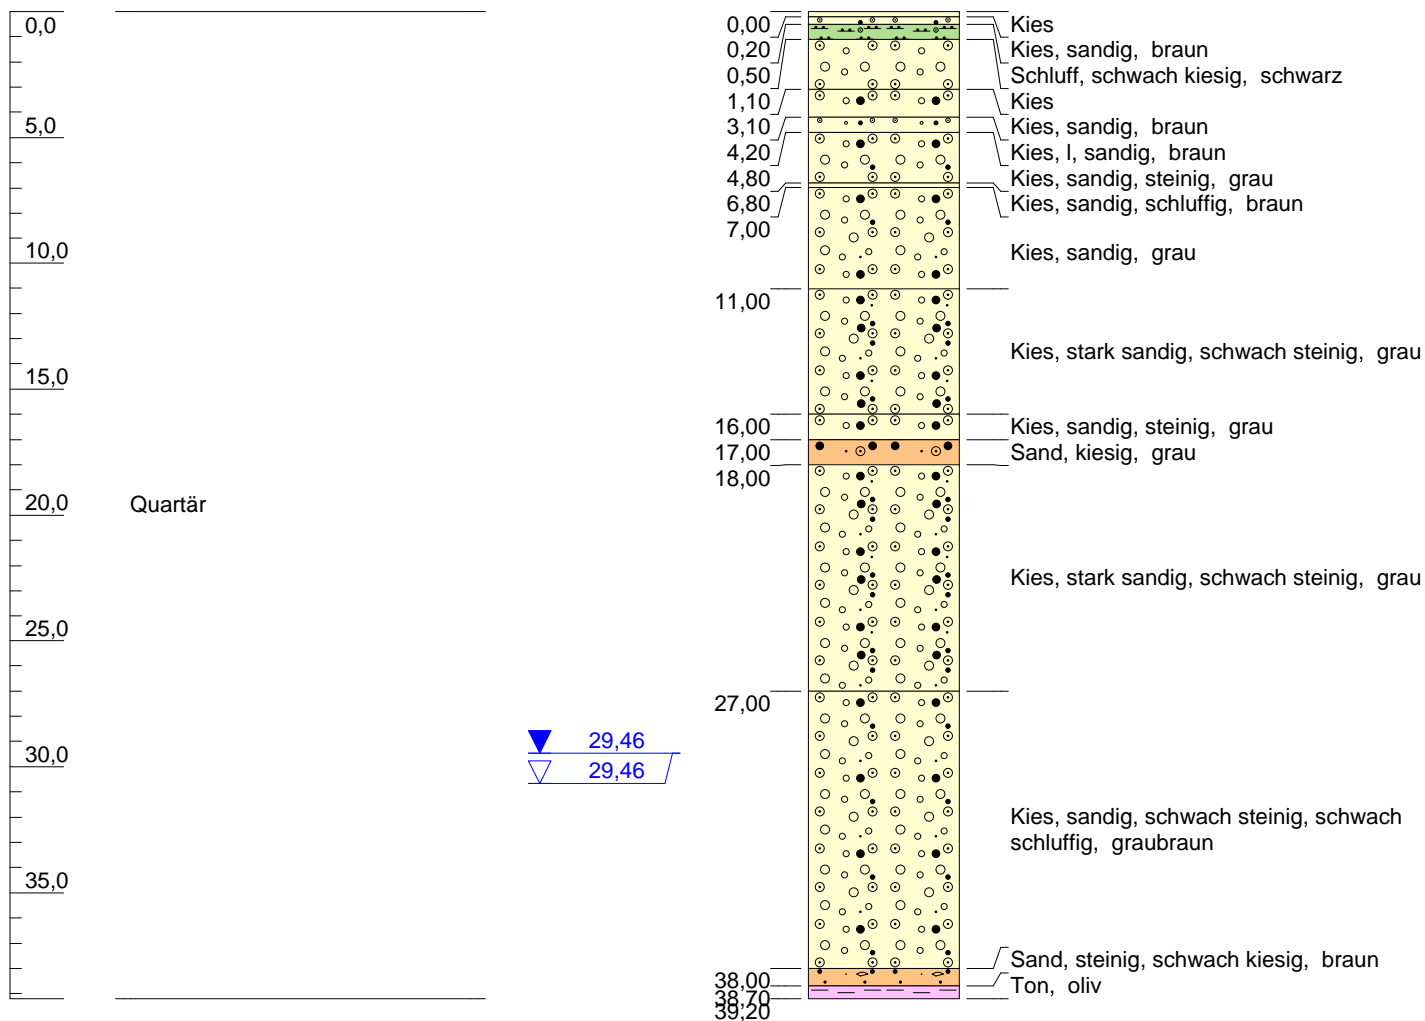 0,0
5,0
10,0
15,0
20,0
25,0
30,0
35,0
Quartär
29,46
29,46
0,00
0,20
0,50
1,10
3,10
4,20
4,80
6,80
7,00
11,00
16,00
17,00
18,00
27,00
38,00
38,70
39,20
Kies
Kies, sandig, braun
Schluff, schwach kiesig, schwarz
Kies
Kies, sandig, braun
Kies, l, sandig, braun
Kies, sandig, steinig, grau
Kies, sandig, schluffig, braun
Kies, sandig, grau
Kies, stark sandig, schwach steinig, grau
Kies, sandig, steinig, grau
Sand, kiesig, grau
Kies, stark sandig, schwach steinig, grau
Kies, sandig, schwach steinig, schwach
schluffig, graubraun
Sand, steinig, schwach kiesig, braun
Ton, oliv